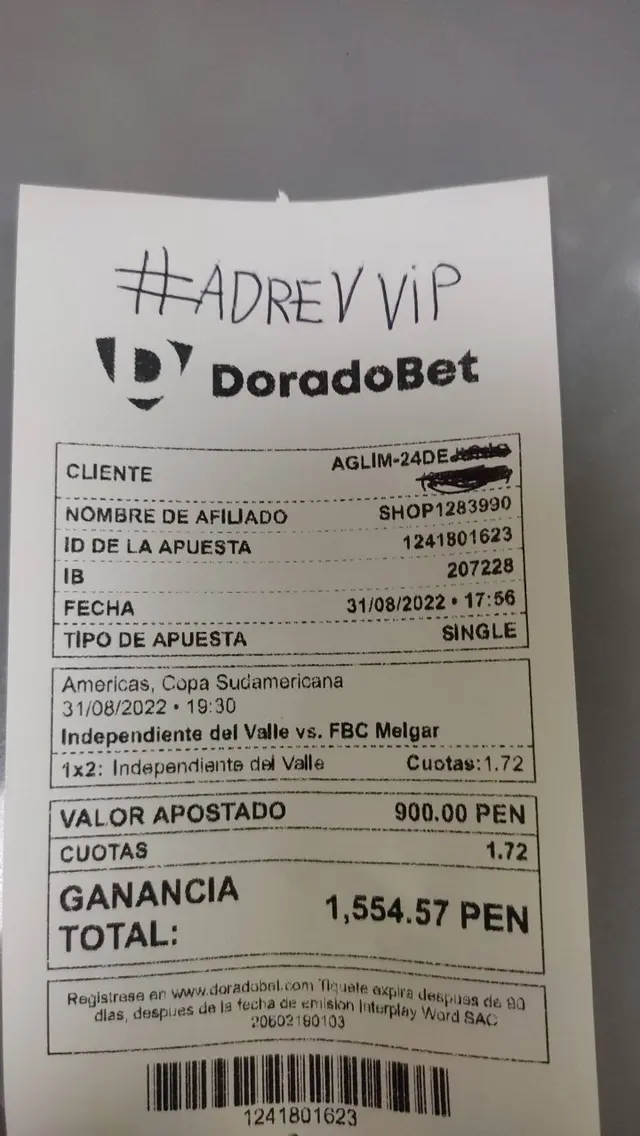 #ADREV VIP
D DoradoBet
CLIENTE AGLIM-24DE
NOMBRE DE AFILIADO SHOP1283990
ID DE LA APUESTA 1241801623
IB 207228
FECHA 31/08/2022 • 17:56
TIPO DE APUESTA SINGLE
Americas, Copa Sudamericana
31/08/2022 • 19:30
Independiente del Valle vs. FBC Melgar
1x2: Independiente del Valle Cuotas:1.72
VALOR APOSTADO 900.00 PEN
CUOTAS 1.72
GANANCIA TOTAL: 1,554.57 PEN
Registrese en www.doradobet.com Tiquete expira despues de 90
dias, despues de la fecha de emision Interplay Word SAC
20602190103
1241801623